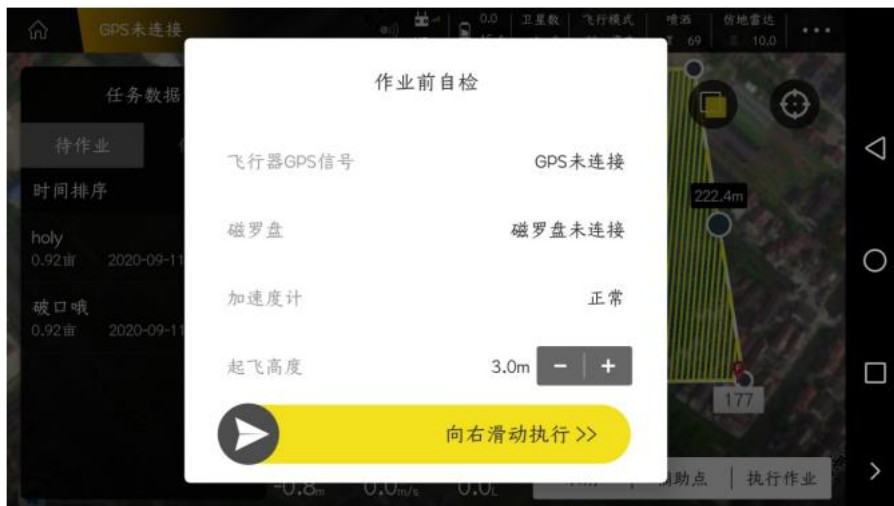 GPS未连接
0.0
卫星数
飞行模式
喷洒
仿地雷达
69
10.0
任务数据
待作业
时间排序
holy
0.92亩 2020-09-11
破口哦
0.92亩 2020-09-11
作业前自检
飞行器GPS信号 GPS未连接
磁罗盘 磁罗盘未连接
加速度计 正常
起飞高度 3.0m - +
向右滑动执行>>
222.4m
177
-0.8m 0.0m/s 0.0L
助点 执行作业